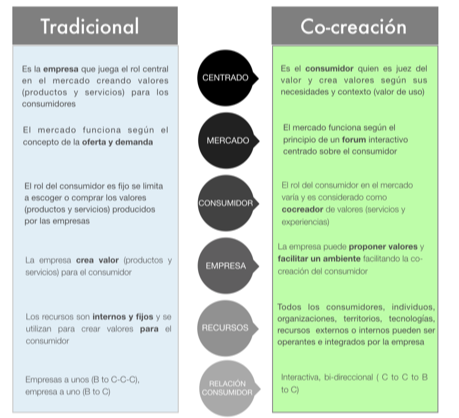 Tradicional
Co-creación
Es la empresa que juega el rol central
en el mercado creando valores
(productos y servicios) para los
consumidores
CENTRADO
Es el consumidor quien es juez del
valor y crea valores según sus
necesidades y contexto (valor de uso)
El mercado funciona según el
concepto de la oferta y demanda
MERCADO
El mercado funciona según el
principio de un forum interactivo
centrado sobre el consumidor
El rol del consumidor es fijo se limita
a escoger o comprar los valores
(productos y servicios) producidos
por las empresas
CONSUMIDOR
El rol del consumidor en el mercado
varía y es considerado como
cocreador de valores (servicios y
experiencias)
La empresa crea valor (productos y
servicios) para el consumidor
EMPRESA
La empresa puede proponer valores y
facilitar un ambiente facilitando la co-
creación del consumidor
Los recursos son internos y fijos y se
utilizan para crear valores para el
consumidor
RECURSOS
Todos los consumidores, individuos,
organizaciones, territorios, tecnologías,
recursos externos o internos pueden ser
operantes e integrados por la empresa
Empresas a unos (B to C-C-C),
empresa a uno (B to C)
RELACIÓN
CONSUMIDOR
Interactiva, bi-direccional ( C to C to B
to C)